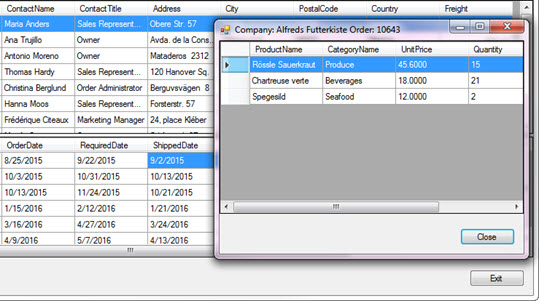 ContactName ContactTitle Address City PostalCode Country Freight
Maria Anders Sales Represent... Obere Str. 57
Ana Trujillo Owner Avda. de la Cons...
Antonio Moreno Owner Mataderos 2312
Thomas Hardy Sales Represent... 120 Hanover Sq.
Christina Berglund Order Administrator Berguvsvägen 8
Hanna Moos Sales Represent... Forsterstr. 57
Frédérique Citeaux Marketing Manager 24, place Kléber
Company: Alfreds Futterkiste Order: 10643
ProductName CategoryName UnitPrice Quantity
Rössle Sauerkraut Produce 45.6000 15
Chartreuse verte Beverages 18.0000 21
Spegesild Seafood 12.0000 2
Close
OrderDate RequiredDate ShippedDate
8/25/2015 9/22/2015 9/2/2015
10/3/2015 10/31/2015 10/13/2015
10/13/2015 11/24/2015 10/21/2015
1/15/2016 2/12/2016 1/21/2016
3/16/2016 4/27/2016 3/24/2016
4/9/2016 5/7/2016 4/13/2016
Exit